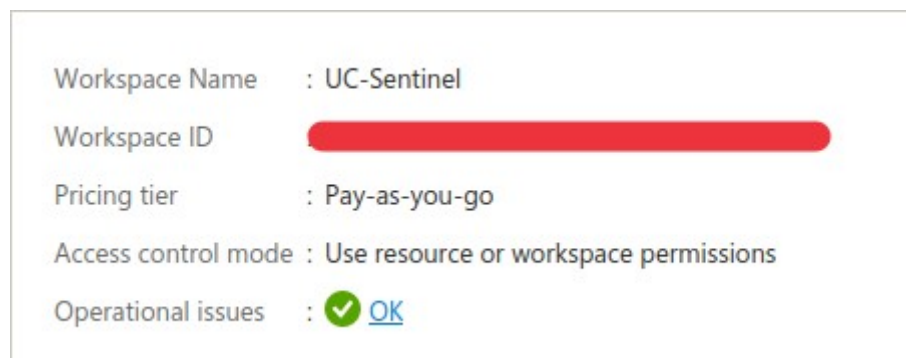 Workspace Name : UC-Sentinel
Workspace ID :
Pricing tier : Pay-as-you-go
Access control mode : Use resource or workspace permissions
Operational issues : OK